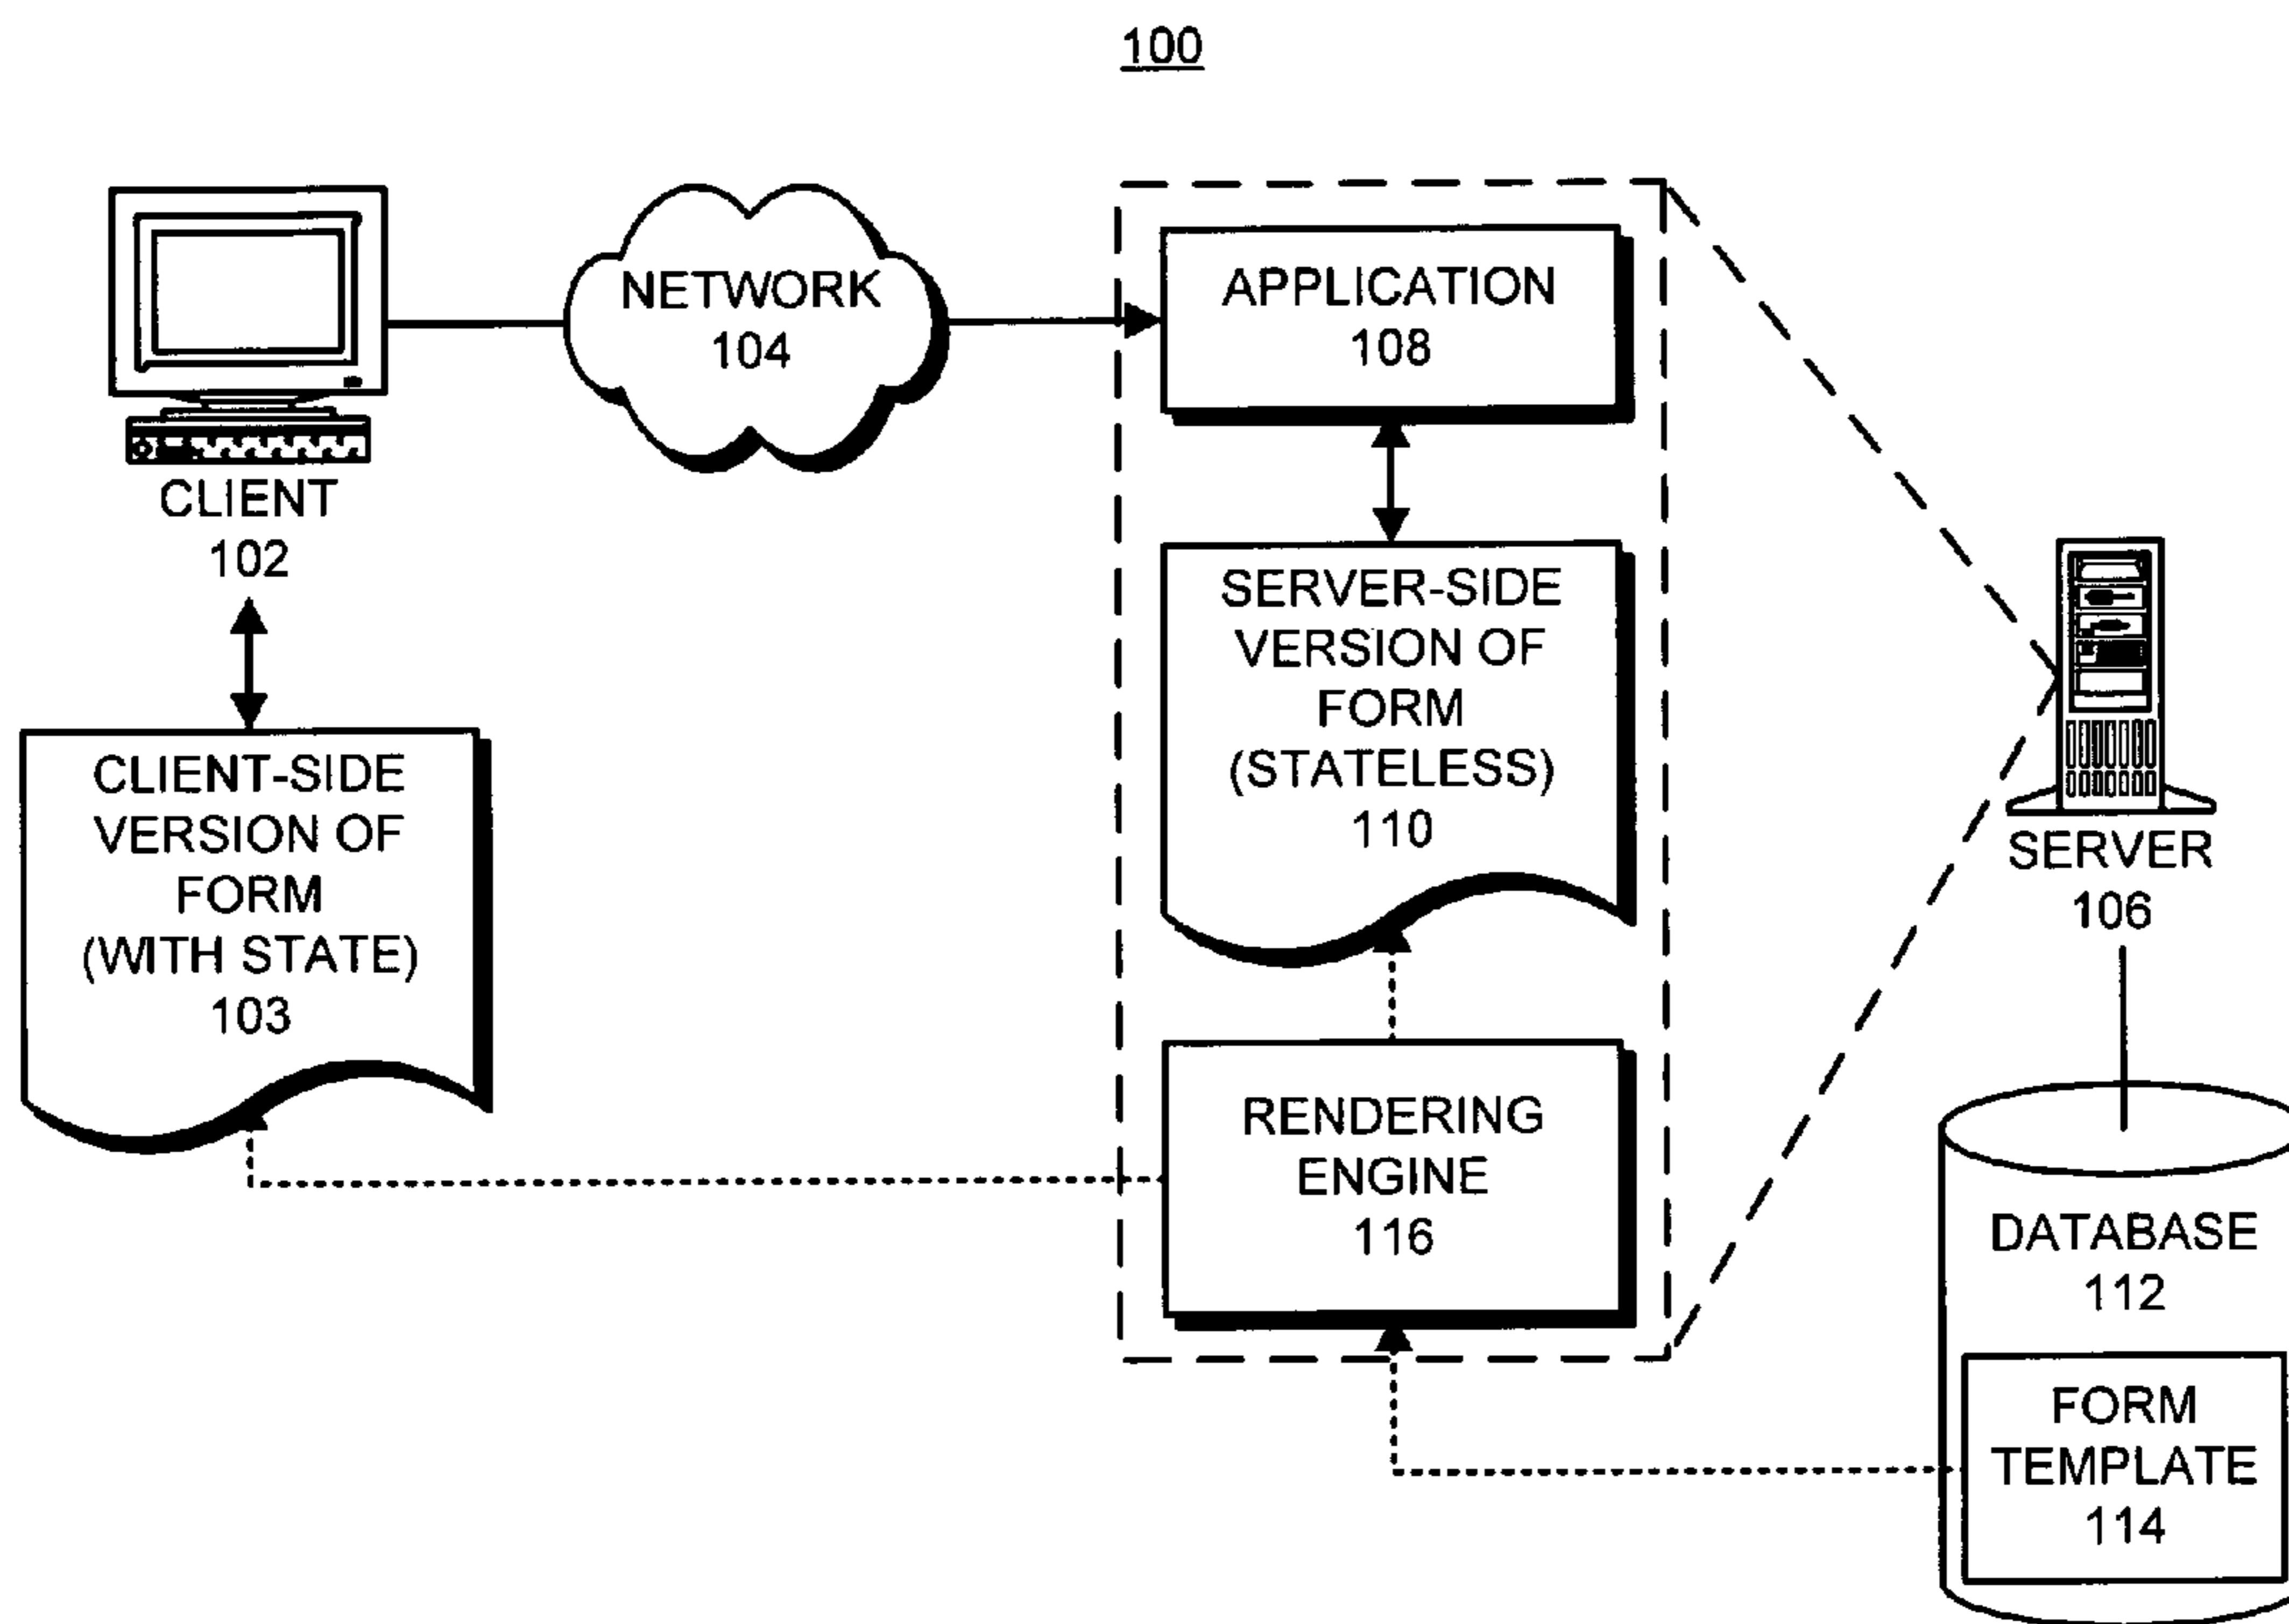 100
NETWORK
104
APPLICATION
108
CLIENT
102
SERVER-SIDE
VERSION OF
FORM
(STATELESS)
110
CLIENT-SIDE
VERSION OF
FORM
(WITH STATE)
103
SERVER
106
RENDERING
ENGINE
116
DATABASE
112
FORM
TEMPLATE
114